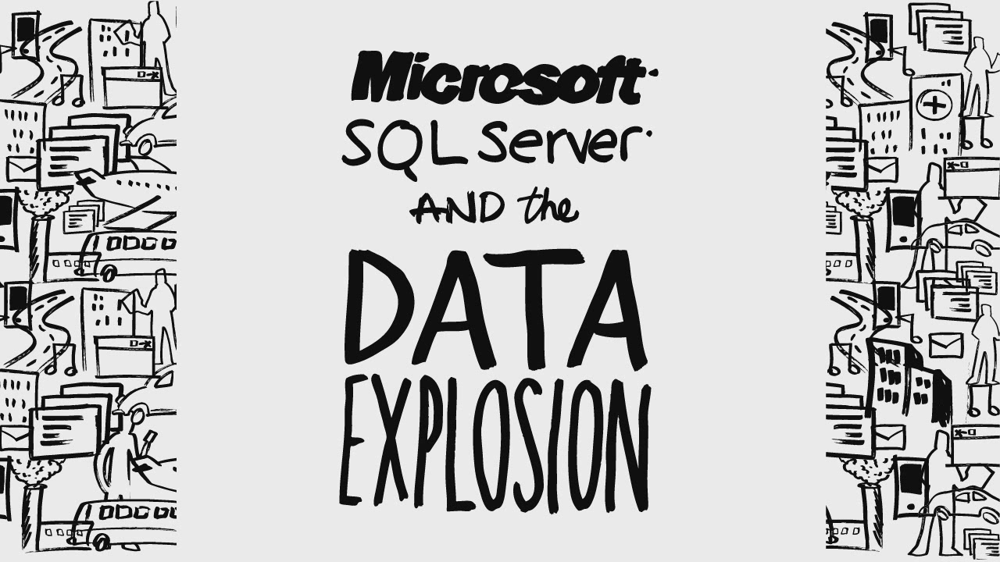 Microsoft
SQL Server
AND the
DATA
EXPLOSION